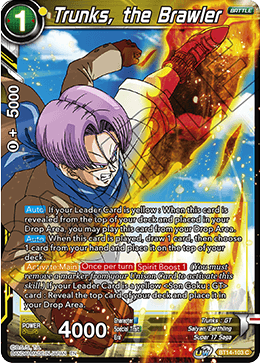 1
Trunks, the Brawler
BATTLE
0 + 5000
Auto If your Leader Card is yellow : When this card is
revealed from the top of your deck and placed in your
Drop Area, you may play this card from your Drop Area.
Auto When this card is played, draw 1 card, then choose
1 card from your hand and place it on the top of your
deck.
Activate Main Once per turn Spirit Boost 1 (You must
remove 1 marker from your Unison Card to activate this
skill.) If your Leader Card is a yellow <Son Goku : GT>
card : Reveal the top card of your deck and place it in
your Drop Area.
POWER
4000
Character
Trunks : GT
Special Trait
Saiyan, Earthling
Era
Super 17 Saga
BT14-103 C